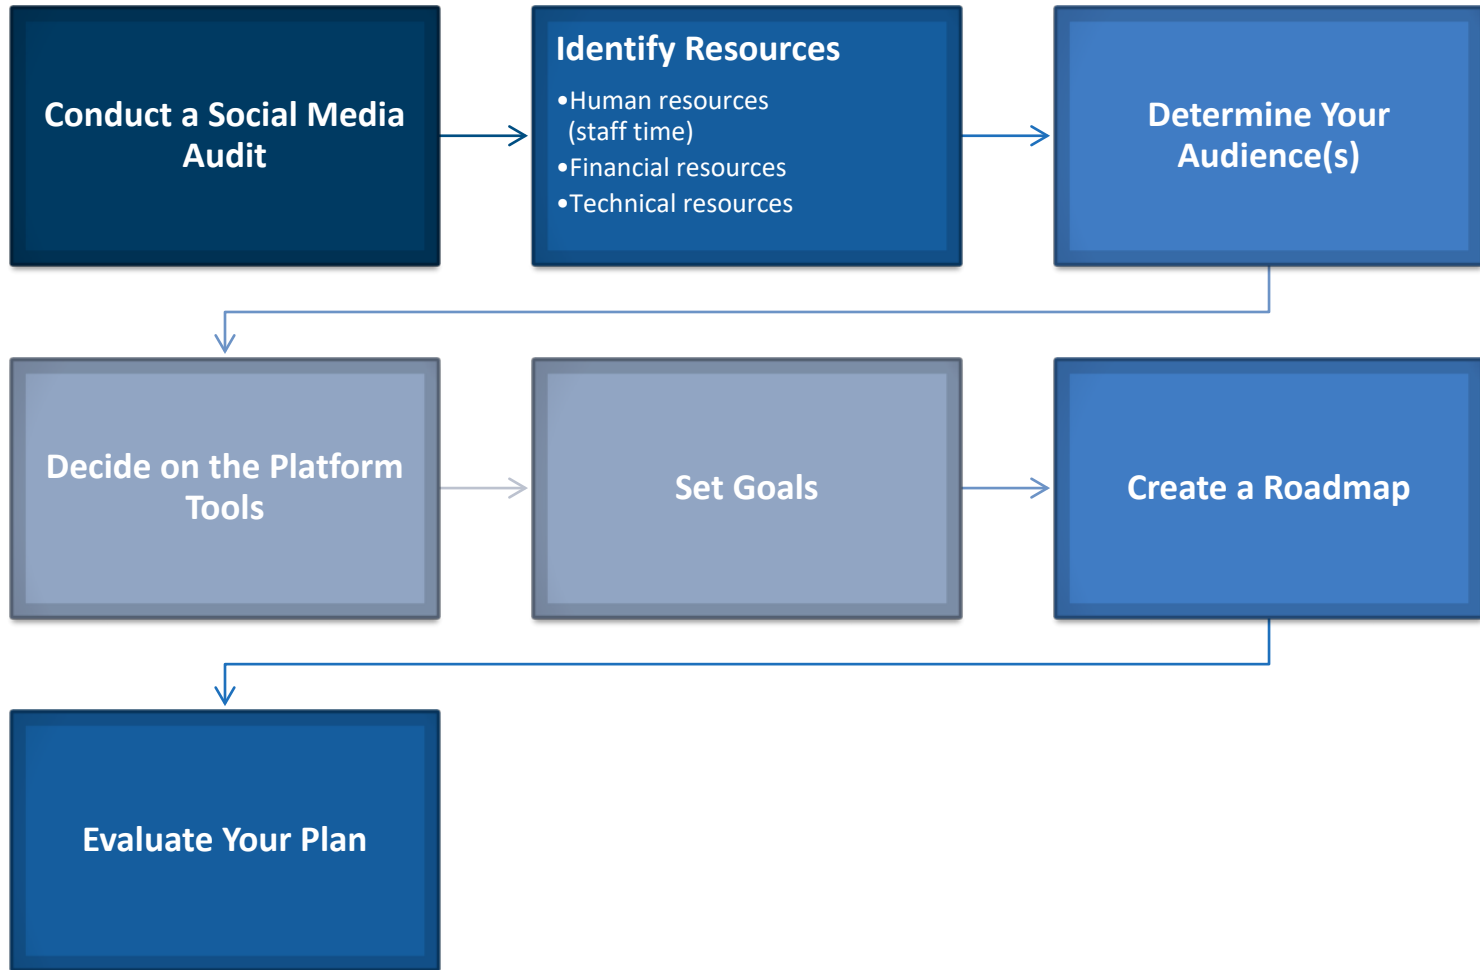 Conduct a Social Media
Audit
Identify Resources
•Human resources
(staff time)
•Financial resources
•Technical resources
Determine Your
Audience(s)
Decide on the Platform
Tools
Set Goals
Create a Roadmap
Evaluate Your Plan